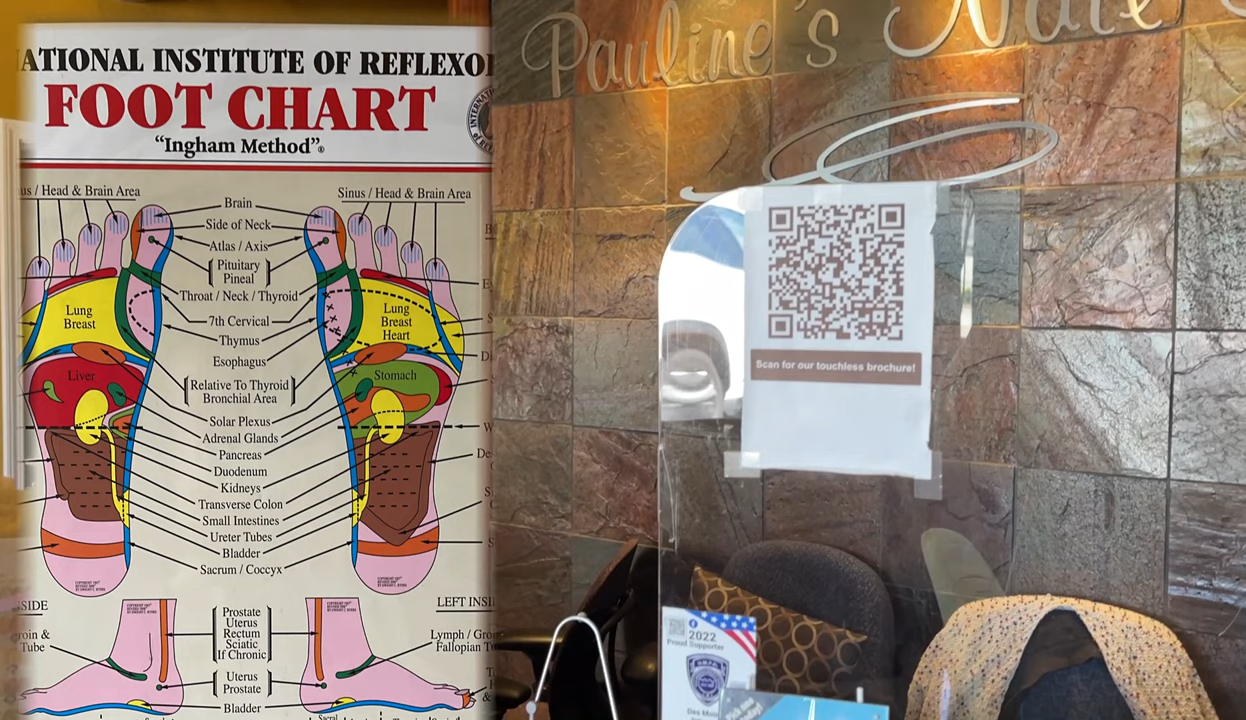 NATIONAL INSTITUTE OF REFLEXO
FOOT CHART
“Ingham Method”®
Sinus / Head & Brain Area
Brain
Sinus / Head & Brain Area
Side of Neck
Atlas / Axis
Pituitary
Pineal
Throat / Neck / Thyroid
Lung
Breast
7th Cervical
Lung
Breast
Heart
Thymus
Esophagus
Liver
Relative To Thyroid
Bronchial Area
Stomach
Solar Plexus
Adrenal Glands
Pancreas
Duodenum
Kidneys
Transverse Colon
Small Intestines
Ureter Tubes
Bladder
Sacrum / Coccyx
SIDE
LEFT INSI
Prostate
Uterus
Rectum
Sciatic
If Chronic
Tube
Lymph /
Fallopian
Uterus
Prostate
Bladder
Pauline's Nail
Scan for our touchless brochure!
2022
Proud Supporter
Des